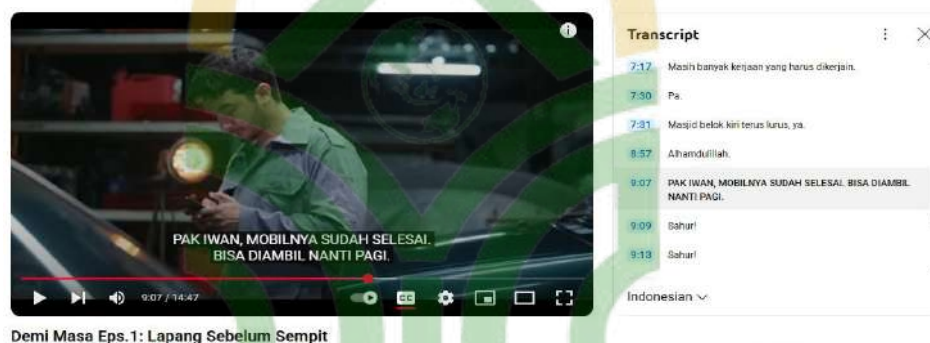 PAK IWAN, MOBILNYA SUDAH SELESAI.
BISA DIAMBIL NANTI PAGI.
9:07 / 14:47
CC
Demi Masa Eps.1: Lapang Sebelum Sempit
Transcript
7:17 Masih banyak kerjaan yang harus dikerjain.
7:30 Pa.
7:31 Masjid belok kiri terus lurus, ya.
8:57 Alhamdulillah.
9:07 PAK IWAN, MOBILNYA SUDAH SELESAI. BISA DIAMBIL
NANTI PAGI.
9:09 Sahur!
9:13 Sahur!
Indonesian